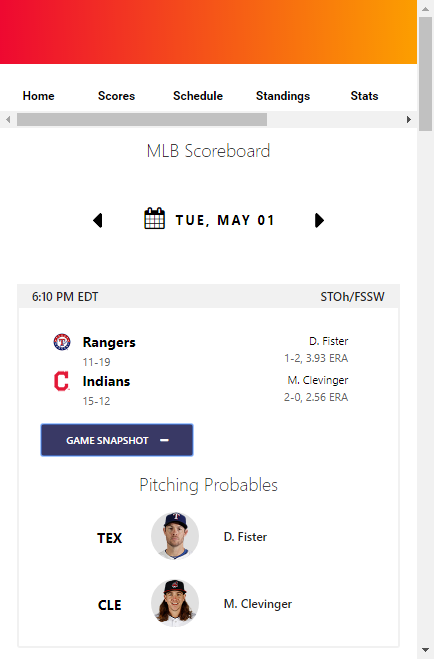 Home Scores Schedule Standings Stats
MLB Scoreboard
TUE, MAY 01
6:10 PM EDT STOh/FSSW
Rangers D. Fister
11-19 1-2, 3.93 ERA
Indians M. Clevinger
15-12 2-0, 2.56 ERA
GAME SNAPSHOT
Pitching Probables
TEX D. Fister
CLE M. Clevinger